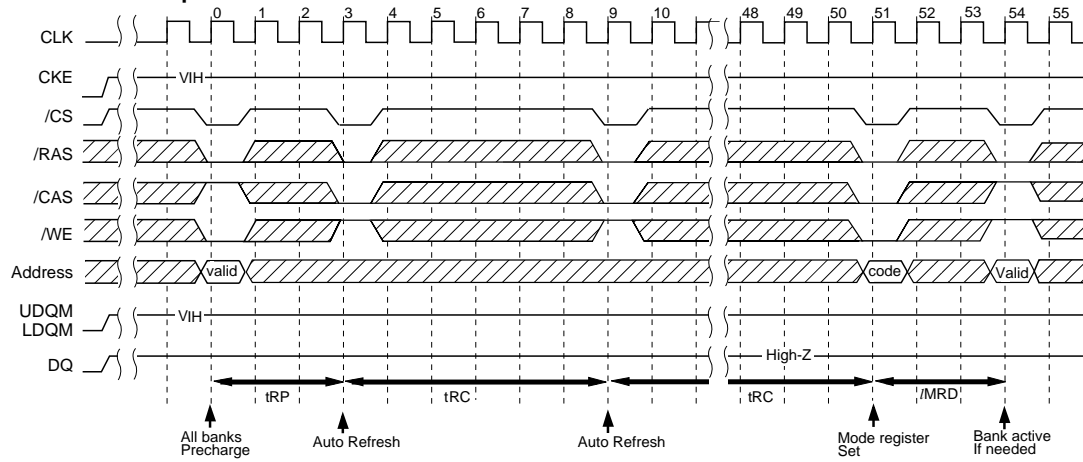 0 1 2 3 4 5 6 7 8 9 10 48 49 50 51 52 53 54 55
CLK
CKE VIH
/CS
/RAS
/CAS
/WE
Address valid code Valid
UDQM
LDQM
VIH
DQ High-Z
tRP tRC tRC lMRD
All banks
Precharge
Auto Refresh
Auto Refresh
Mode register
Set
Bank active
If needed